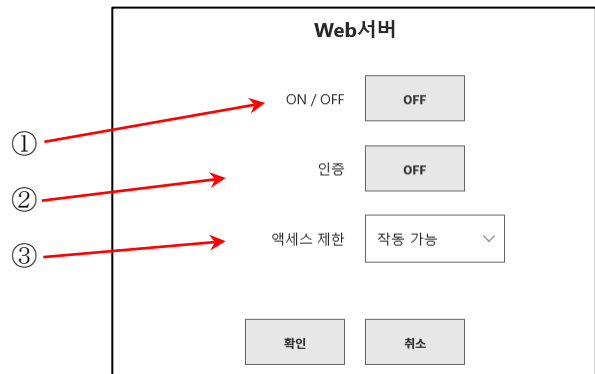 Web서버
① ON / OFF OFF
② 인증 OFF
③ 액세스 제한 작동 가능
확인 취소